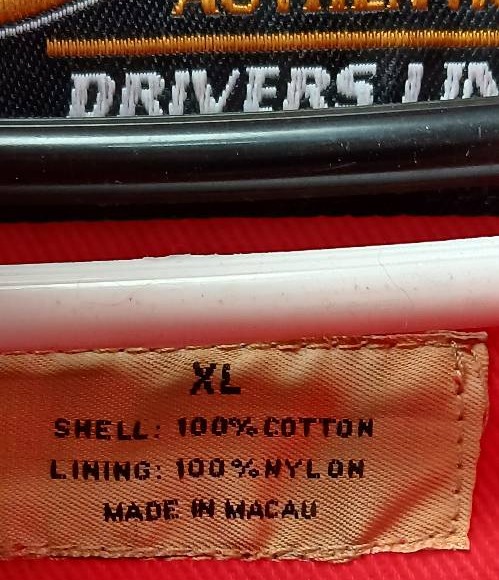 DRIVERS
XL
SHELL: 100% COTTON
LINING: 100% NYLON
MADE IN MACAU